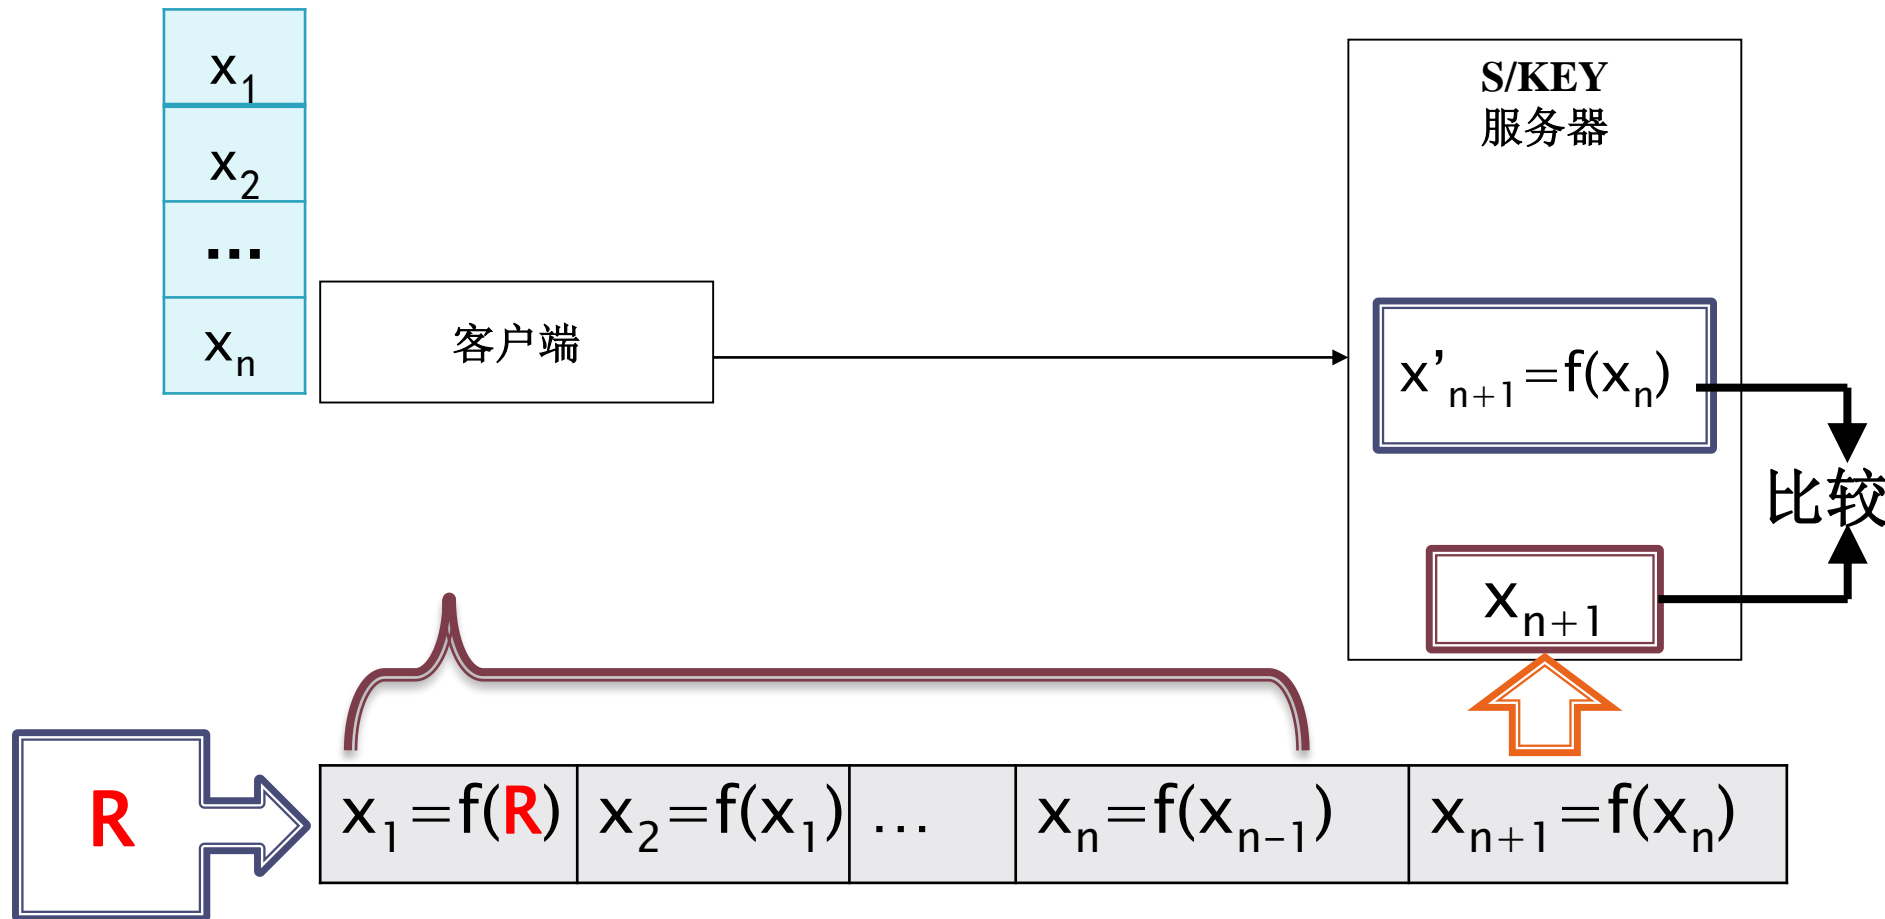 x₁
x₂
...
xₙ
客户端
S/KEY
服务器
x'ₙ₊₁=f(xₙ)
比较
xₙ₊₁
R
x₁=f(R)
x₂=f(x₁)
...
xₙ=f(xₙ₋₁)
xₙ₊₁=f(xₙ)